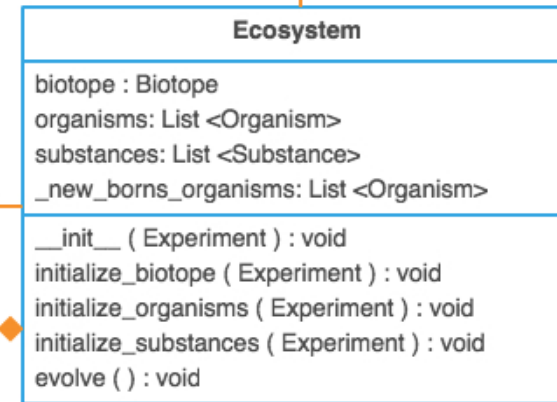 Ecosystem
biotope : Biotope
organisms: List <Organism>
substances: List <Substance>
_new_borns_organisms: List <Organism>
__init__ ( Experiment ) : void
initialize_biotope ( Experiment ) : void
initialize_organisms ( Experiment ) : void
initialize_substances ( Experiment ) : void
evolve ( ) : void